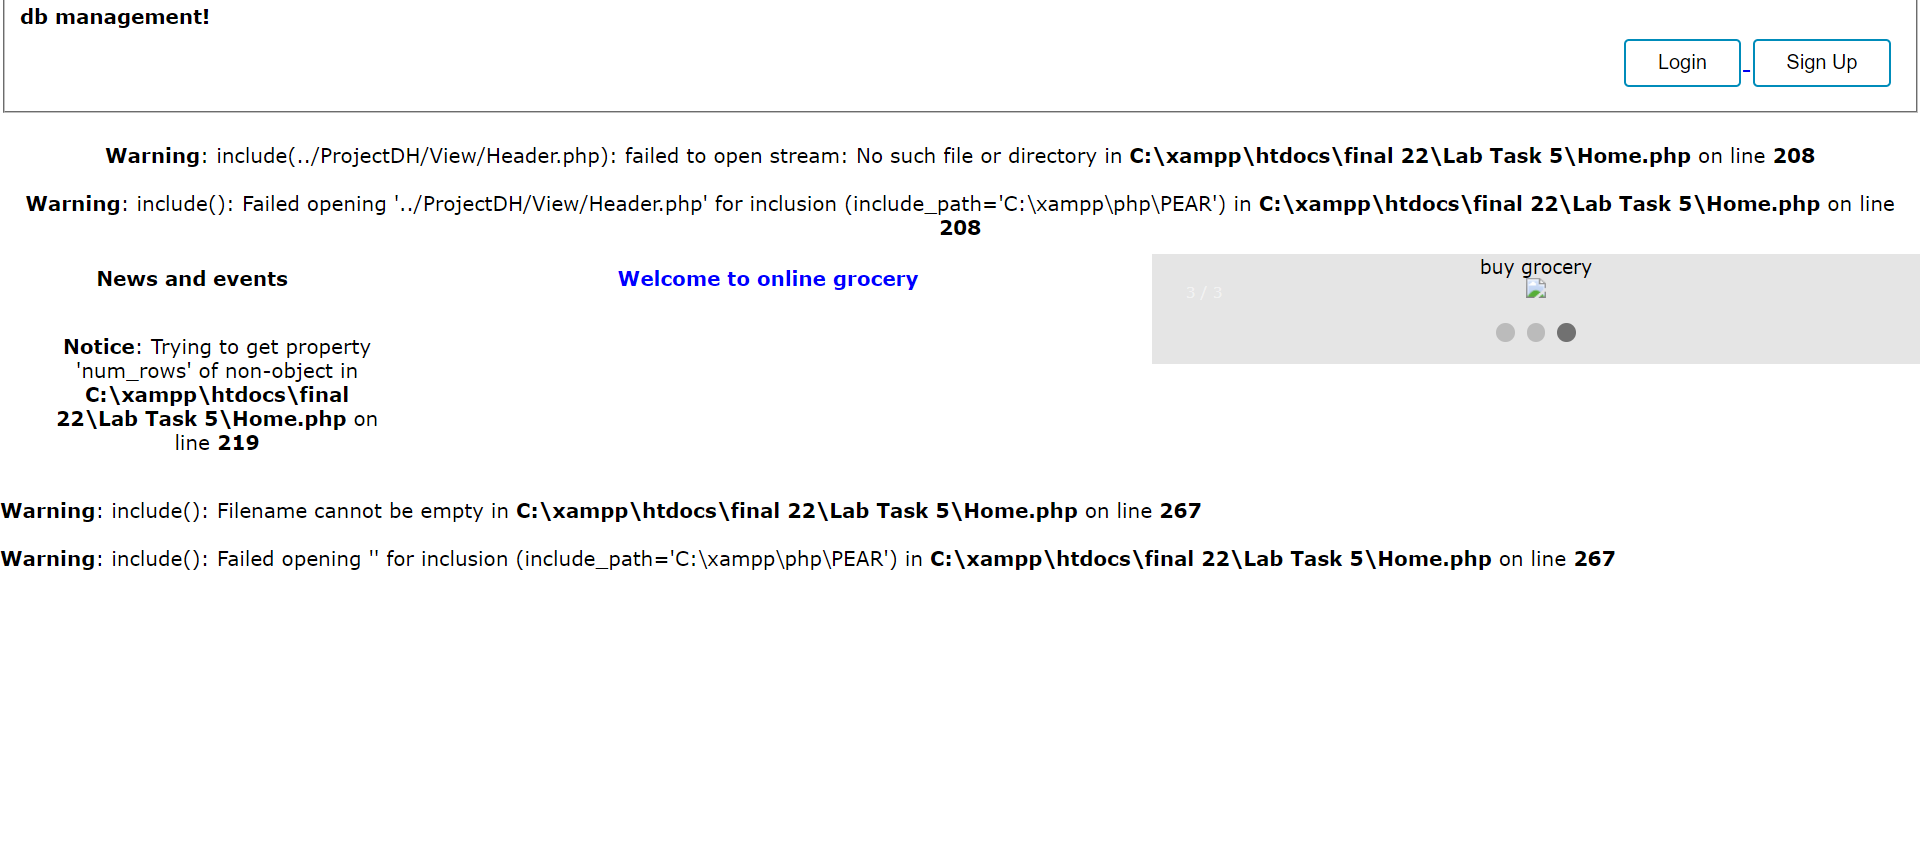 db management!
Login
Sign Up
Warning: include(../ProjectDH/View/Header.php): failed to open stream: No such file or directory in C:\xampp\htdocs\final 22\Lab Task 5\Home.php on line 208
Warning: include(): Failed opening '../ProjectDH/View/Header.php' for inclusion (include_path='C:\xampp\php\PEAR') in C:\xampp\htdocs\final 22\Lab Task 5\Home.php on line
208
News and events
Notice: Trying to get property
'num_rows' of non-object in
C:\xampp\htdocs\final
22\Lab Task 5\Home.php on
line 219
Welcome to online grocery
buy grocery
3 / 3
Warning: include(): Filename cannot be empty in C:\xampp\htdocs\final 22\Lab Task 5\Home.php on line 267
Warning: include(): Failed opening '' for inclusion (include_path='C:\xampp\php\PEAR') in C:\xampp\htdocs\final 22\Lab Task 5\Home.php on line 267